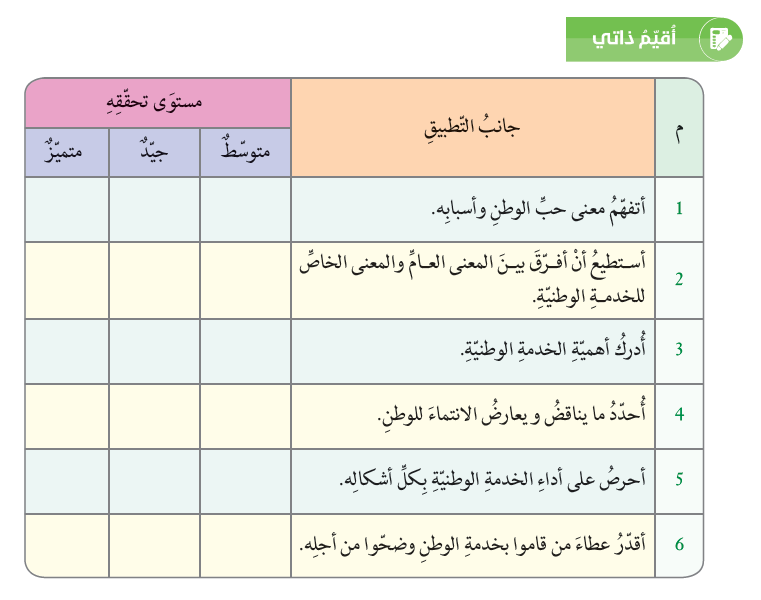 أُقيّمُ ذاتي
م
جانبُ التّطبيقِ
مستوَى تحقّقِهِ
متوسّطٌ
جيّدٌ
متميّزٌ
1
أتفهّمُ معنى حبِّ الوطنِ وأسبابِه.
2
أستطيعُ أنْ أفرّقَ بينَ المعنى العامِّ والمعنى الخاصِّ
للخدمةِ الوطنيّةِ.
3
أُدركُ أهميّةِ الخدمةِ الوطنيّةِ.
4
أُحدّدُ ما يناقضُ ويعارضُ الانتماءَ للوطنِ.
5
أحرصُ على أداءِ الخدمةِ الوطنيّةِ بِكلِّ أشكالِه.
6
أقدّرُ عطاءَ من قاموا بخدمةِ الوطنِ وضحّوا من أجلِه.